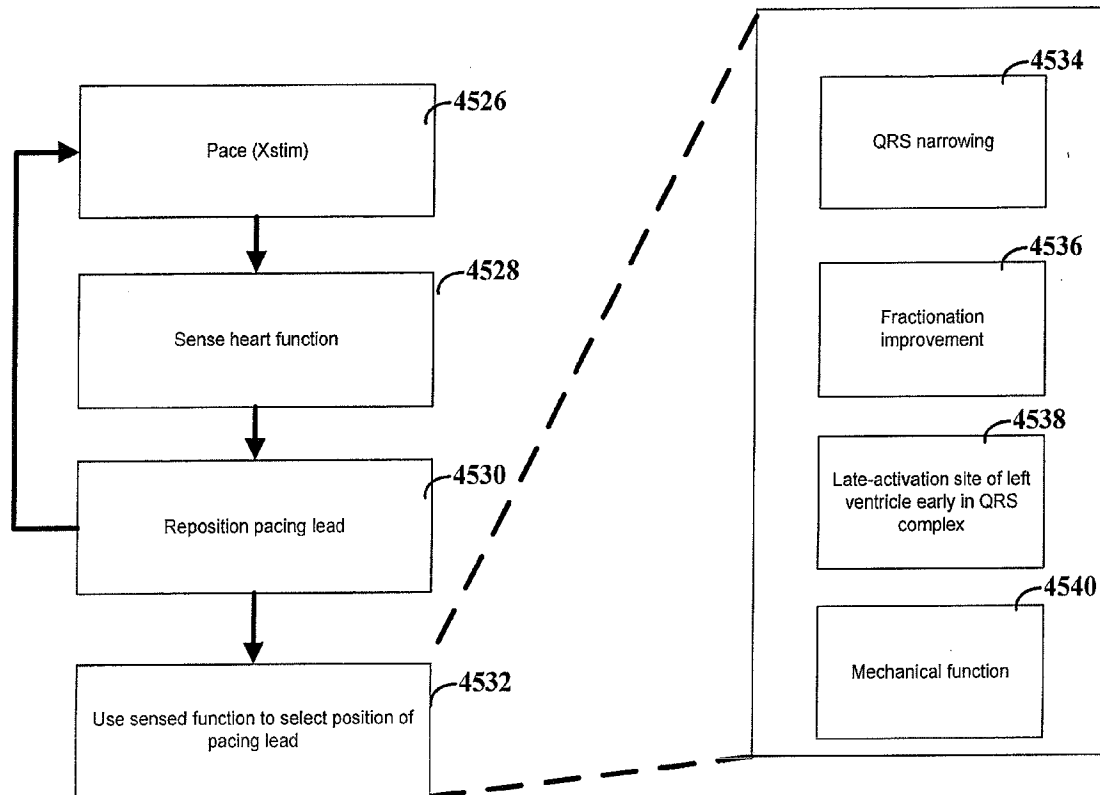 4526
Pace (Xstim)
4528
Sense heart function
4530
Reposition pacing lead
4532
Use sensed function to select position of
pacing lead
4534
QRS narrowing
4536
Fractionation
improvement
4538
Late-activation site of left
ventricle early in QRS
complex
4540
Mechanical function